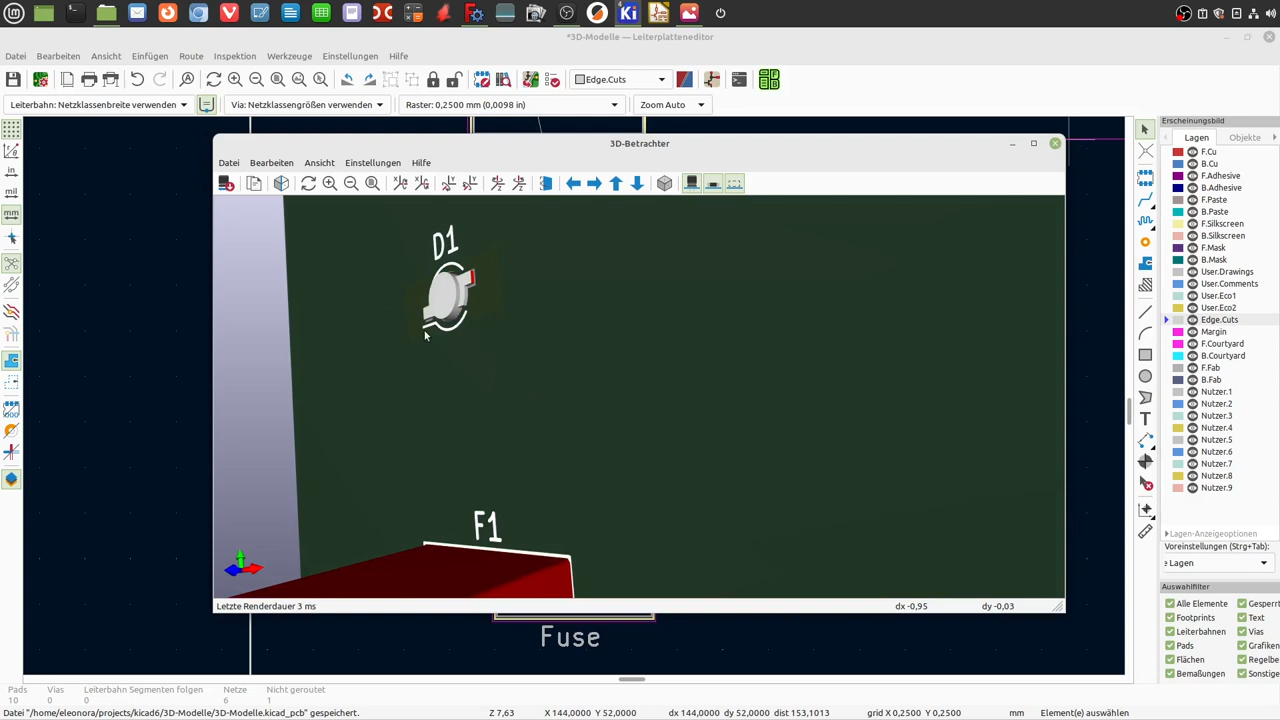 *3D-Modelle — Leiterplatteneditor
Datei Bearbeiten Ansicht Einfügen Route Inspektion Werkzeuge Einstellungen Hilfe
Edge.Cuts
Leiterbahn: Netzklassenbreite verwenden Via: Netzklassengrößen verwenden Raster: 0,2500 mm (0,0098 in) Zoom Auto
in
mil
mm
3D-Betrachter
Datei Bearbeiten Ansicht Einstellungen Hilfe
D1
F1
Letzte Renderdauer 3 ms dx -0,95 dy -0,03
Fuse
Erscheinungsbild
Lagen Objekte
F.Cu
B.Cu
F.Adhesive
B.Adhesive
F.Paste
B.Paste
F.Silkscreen
B.Silkscreen
F.Mask
B.Mask
User.Drawings
User.Comments
User.Eco1
User.Eco2
Edge.Cuts
Margin
F.Courtyard
B.Courtyard
F.Fab
B.Fab
Nutzer.1
Nutzer.2
Nutzer.3
Nutzer.4
Nutzer.5
Nutzer.6
Nutzer.7
Nutzer.8
Nutzer.9
Lagen-Anzeigeoptionen
Voreinstellungen (Strg+Tab):
e Lagen
Auswahlfilter
Alle Elemente Gesperrt
Footprints Text
Leiterbahnen Vias
Pads Grafiken
Flächen Regelbe
Bemaßungen Sonstige
Pads Vias Leiterbahn Segmenten folgen Netze Nicht geroutet
10 0 0 6 1
Datei "/home/eleonora/projects/kicad6/3D-Modelle/3D-Modelle.kicad_pcb" gespeichert. Z 7,63 X 144,0000 Y 52,0000 dx 144,0000 dy 52,0000 dist 153,1013 grid X 0,2500 Y 0,2500 mm Element(e) auswählen